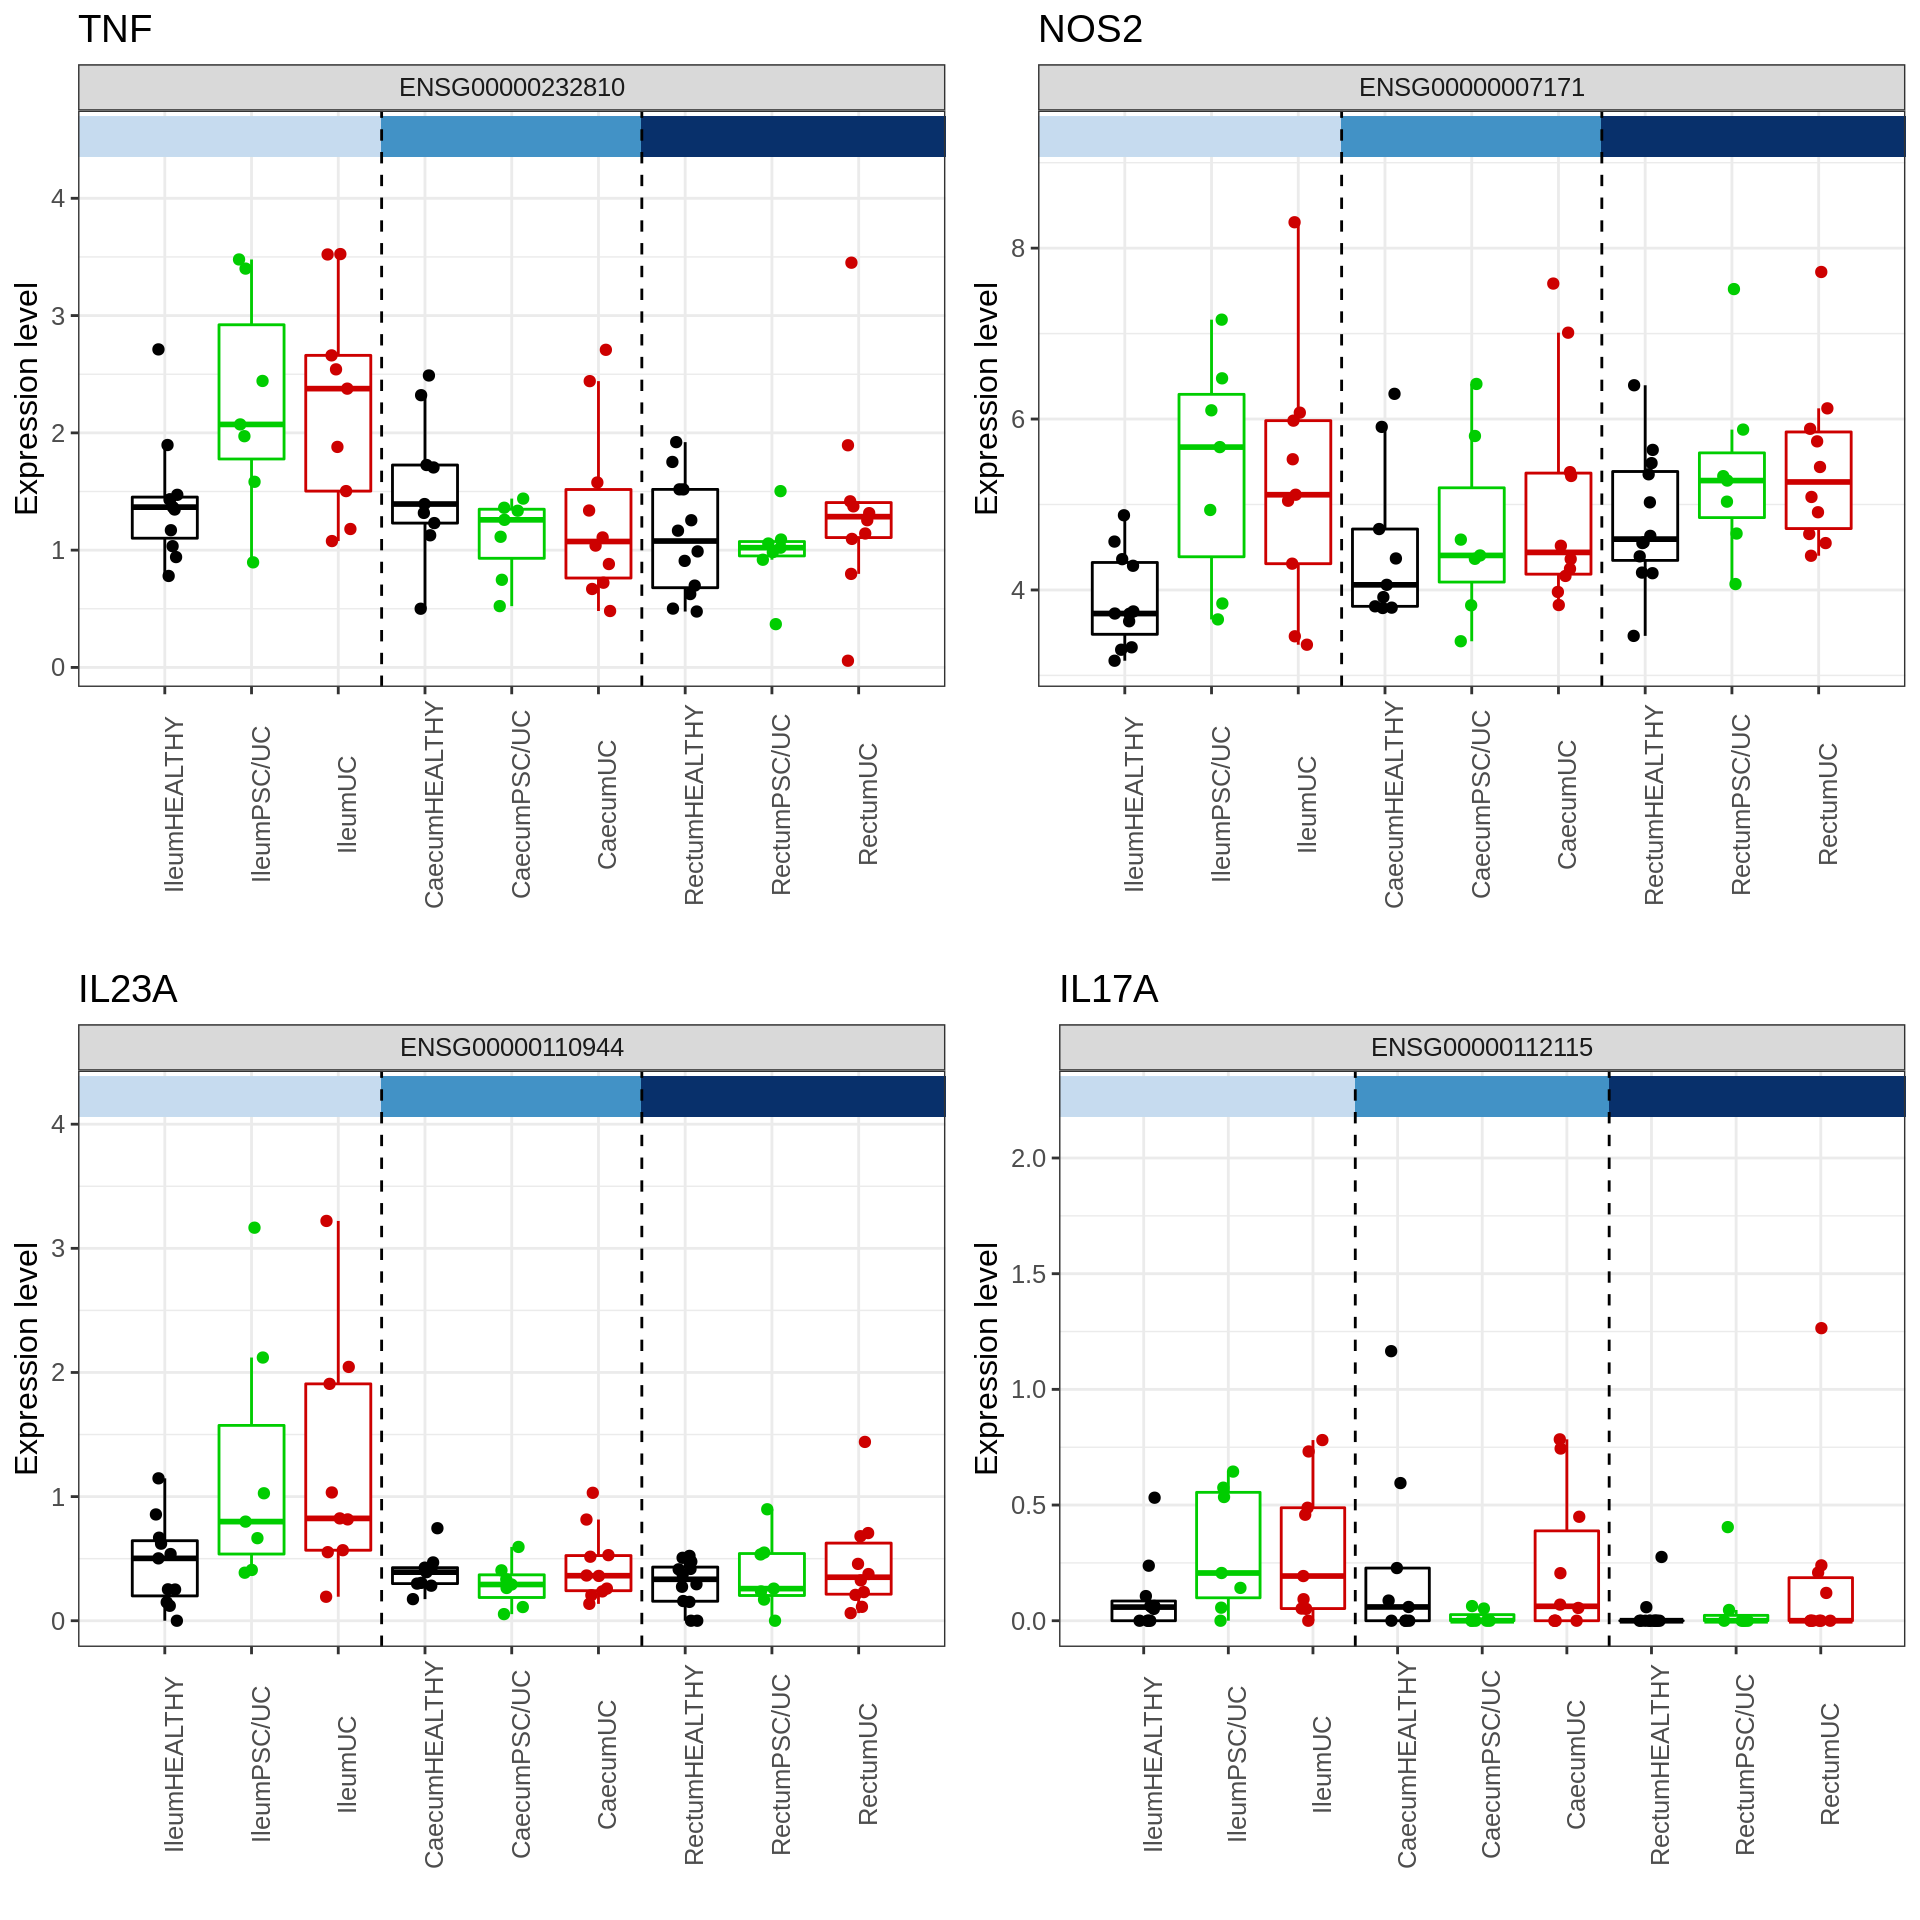 TNF
ENSG00000232810
Expression level
4
3
2
1
0
IleumHEALTHY
IleumPSC/UC
IleumUC
CaecumHEALTHY
CaecumPSC/UC
CaecumUC
RectumHEALTHY
RectumPSC/UC
RectumUC
NOS2
ENSG00000007171
Expression level
8
6
4
IleumHEALTHY
IleumPSC/UC
IleumUC
CaecumHEALTHY
CaecumPSC/UC
CaecumUC
RectumHEALTHY
RectumPSC/UC
RectumUC
IL23A
ENSG00000110944
Expression level
4
3
2
1
0
IleumHEALTHY
IleumPSC/UC
IleumUC
CaecumHEALTHY
CaecumPSC/UC
CaecumUC
RectumHEALTHY
RectumPSC/UC
RectumUC
IL17A
ENSG00000112115
Expression level
2.0
1.5
1.0
0.5
0.0
IleumHEALTHY
IleumPSC/UC
IleumUC
CaecumHEALTHY
CaecumPSC/UC
CaecumUC
RectumHEALTHY
RectumPSC/UC
RectumUC